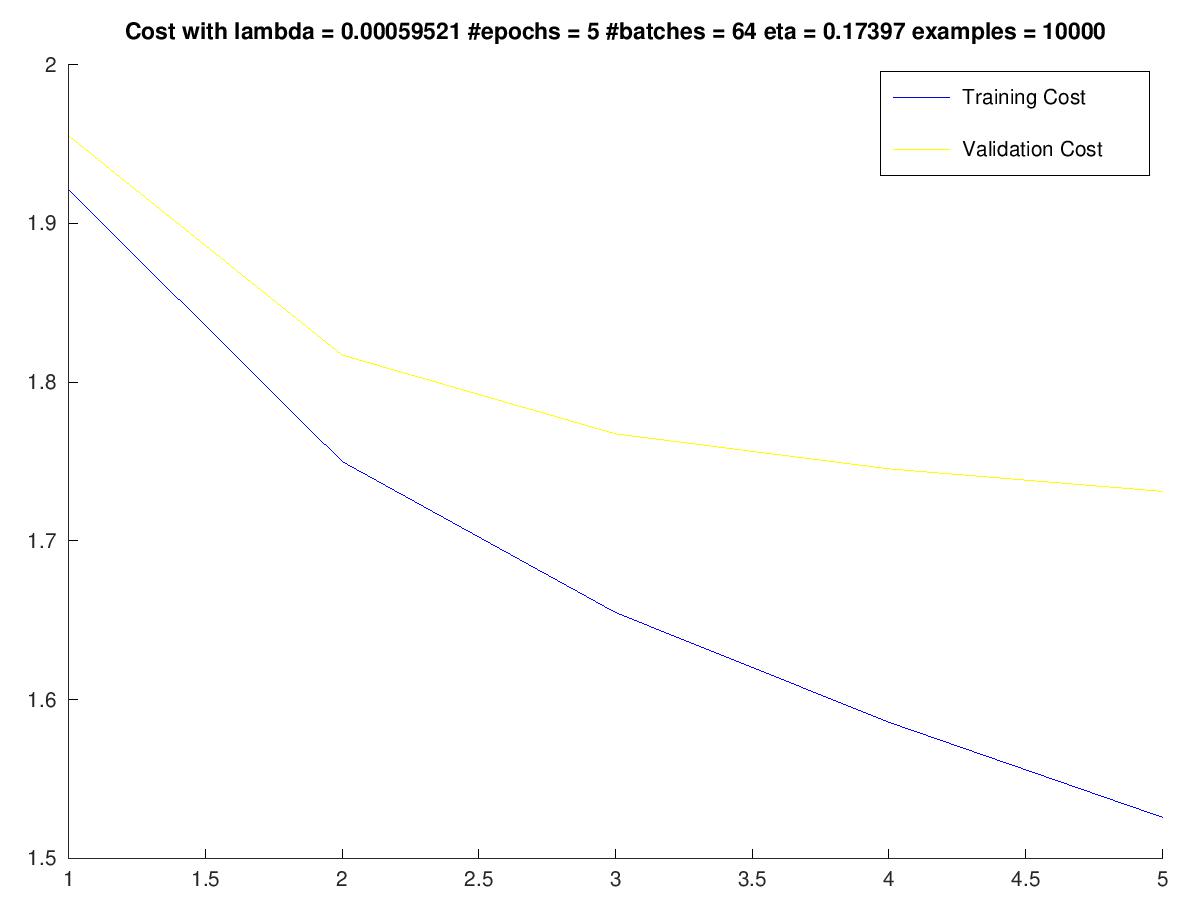 Cost with lambda = 0.00059521 #epochs = 5 #batches = 64 eta = 0.17397 examples = 10000
Training Cost
Validation Cost
2
1.9
1.8
1.7
1.6
1.5
1 1.5 2 2.5 3 3.5 4 4.5 5